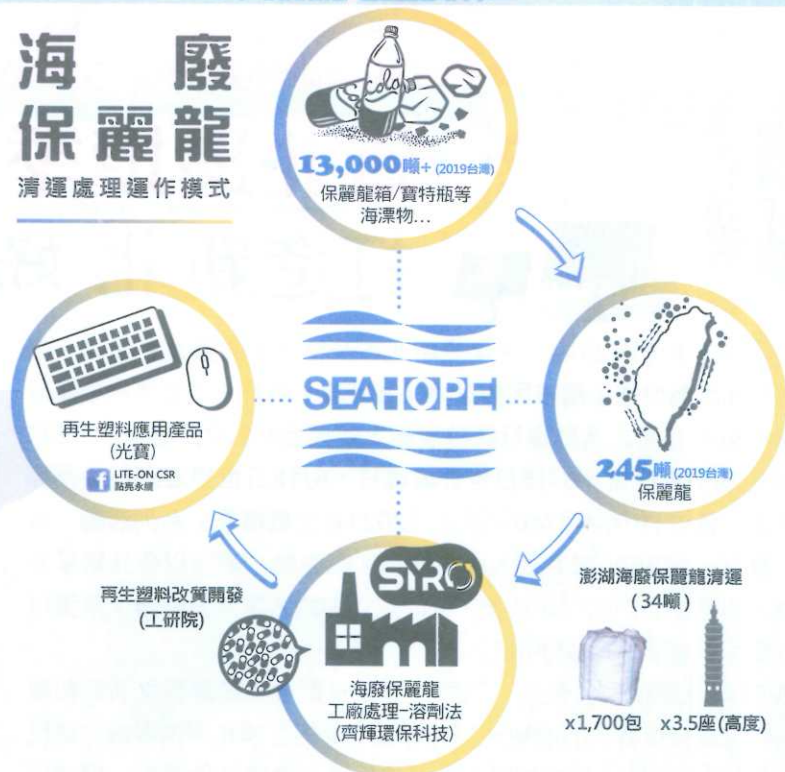 海廢
保麗龍
清運處理運作模式
13,000噸+ (2019台灣)
保麗龍箱/寶特瓶等
海漂物...
245噸 (2019台灣)
保麗龍
澎湖海廢保麗龍清運
(34噸)
x1,700包 x3.5座(高度)
SYRO
海廢保麗龍
工廠處理-溶劑法
(齊輝環保科技)
再生塑料改質開發
(工研院)
再生塑料應用產品
(光寶)
f LITE-ON CSR
點亮永續
SEAHOPE